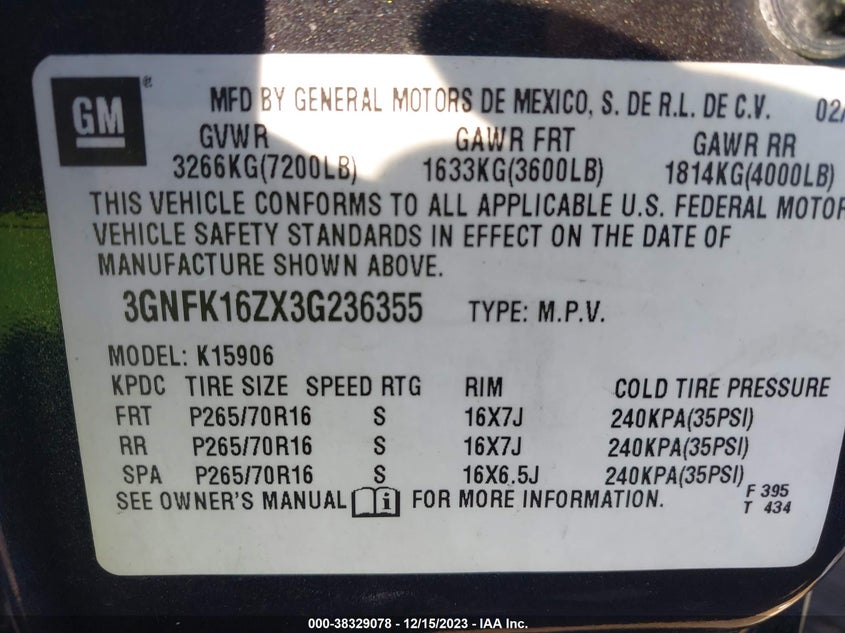 GM ®
MFD BY GENERAL MOTORS DE MEXICO, S. DE R.L. DE C.V. 02/
GVWR GAWR FRT GAWR RR
3266KG(7200LB) 1633KG(3600LB) 1814KG(4000LB)
THIS VEHICLE CONFORMS TO ALL APPLICABLE U.S. FEDERAL MOTOR
VEHICLE SAFETY STANDARDS IN EFFECT ON THE DATE OF
MANUFACTURE SHOWN ABOVE.
3GNFK16ZX3G236355 TYPE: M.P.V.
MODEL: K15906
KPDC TIRE SIZE SPEED RTG RIM COLD TIRE PRESSURE
FRT P265/70R16 S 16X7J 240KPA(35PSI)
RR P265/70R16 S 16X7J 240KPA(35PSI)
SPA P265/70R16 S 16X6.5J 240KPA(35PSI)
SEE OWNER'S MANUAL i FOR MORE INFORMATION.
F 395
T 434
000-38329078 - 12/15/2023 - IAA Inc.